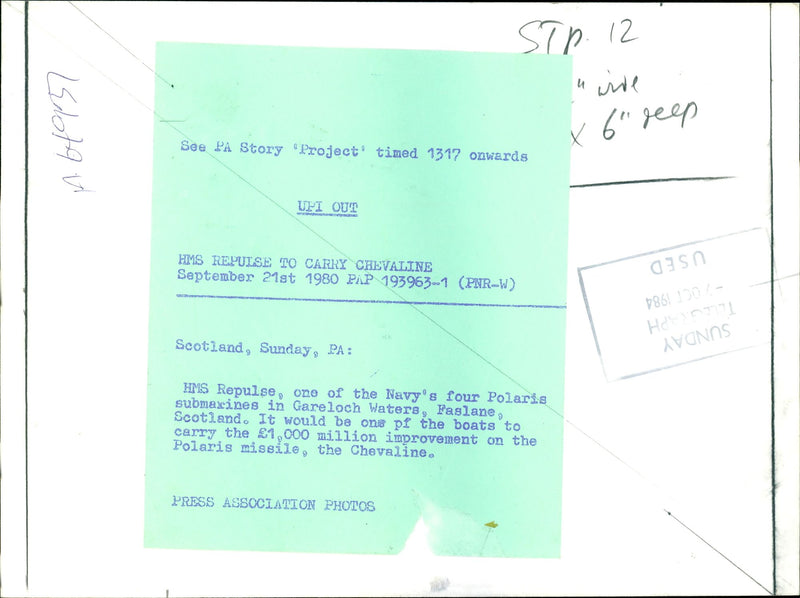 STP. 12
" wide
x 6" deep
See PA Story 'Project' timed 1317 onwards
UPI OUT
HMS REPULSE TO CARRY CHEVALINE
September 21st 1980 PAP 193963-1 (PNR-W)
Scotland, Sunday, PA:
HMS Repulse, one of the Navy's four Polaris
submarines in Gareloch Waters, Faslane,
Scotland. It would be one pf the boats to
carry the £1,000 million improvement on the
Polaris missile, the Chevaline.
PRESS ASSOCIATION PHOTOS
SUNDAY
TELEGRAPH
-7 OCT 1984
USED